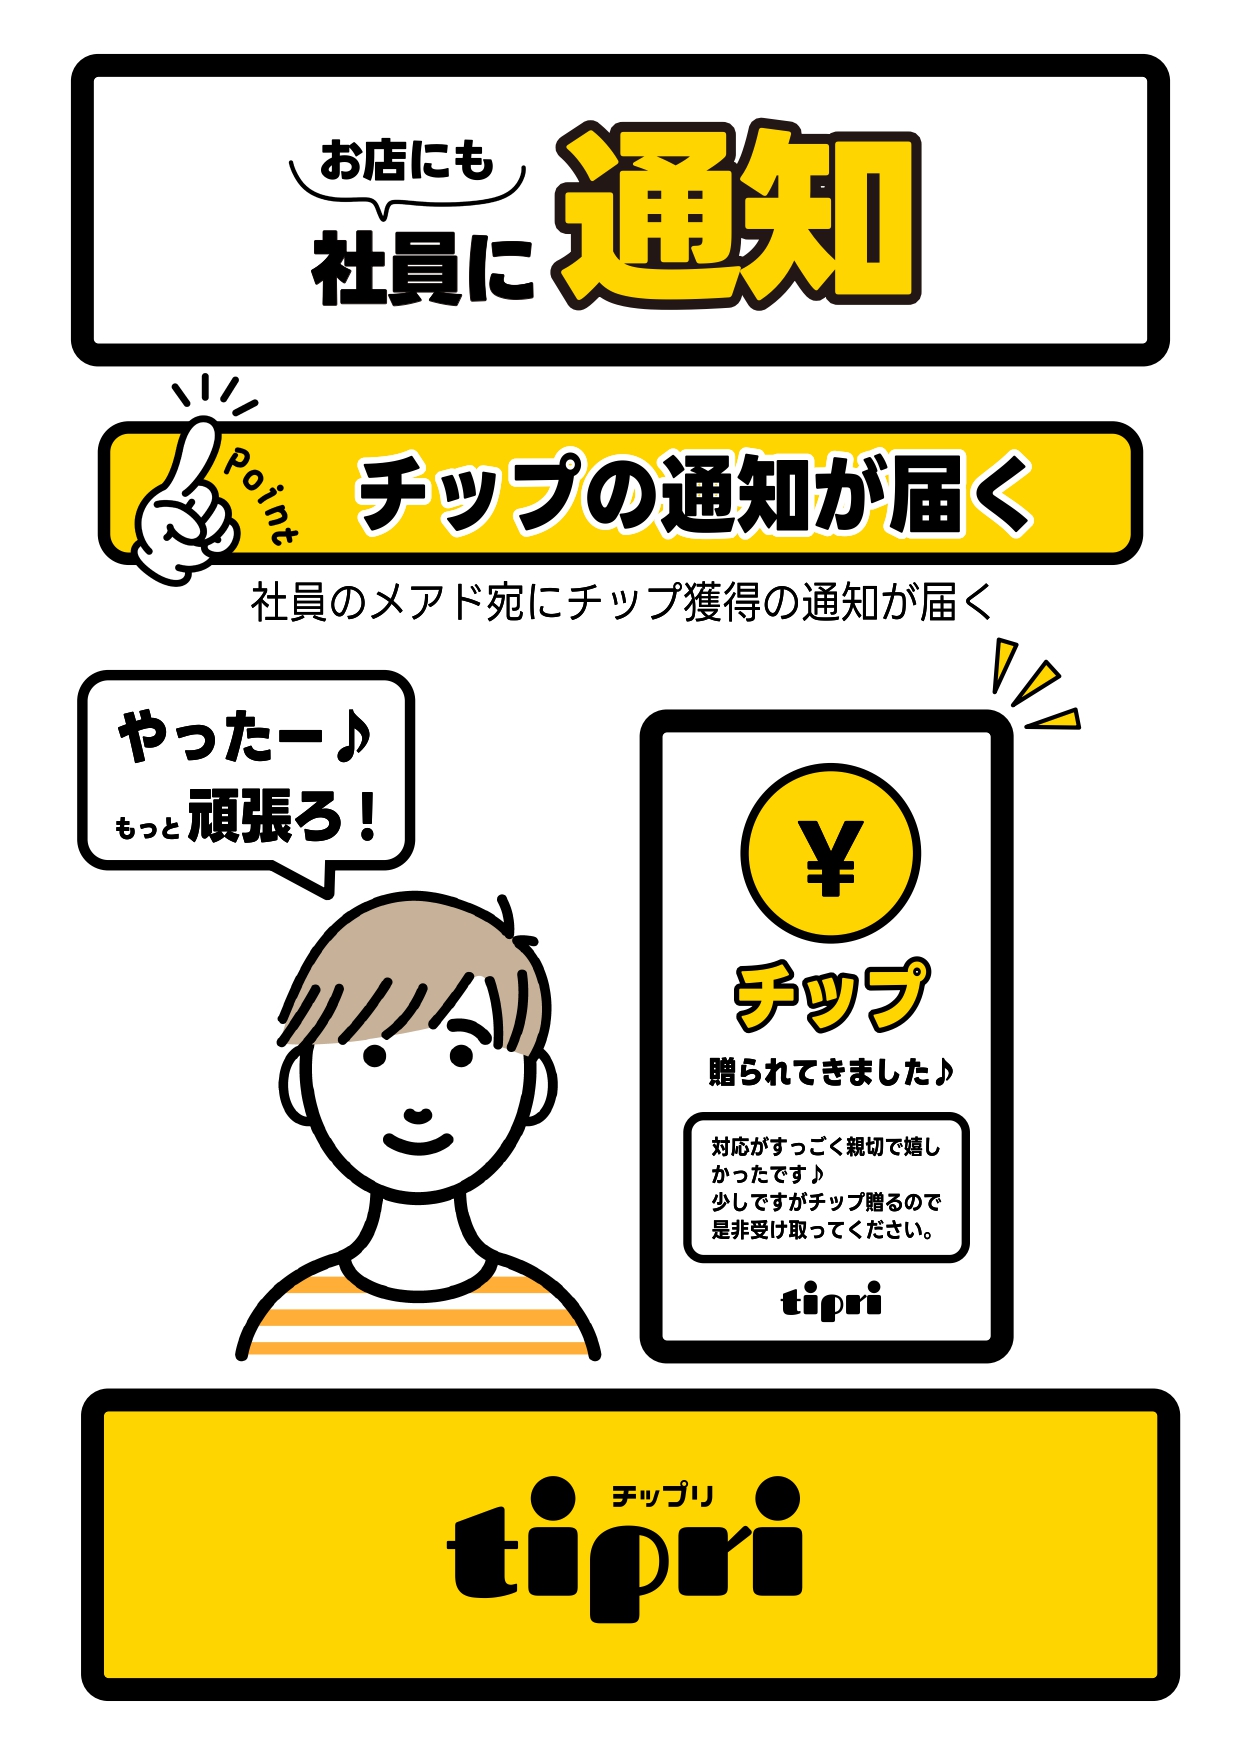 お店にも
社員に
通知
Point
チップの通知が届く
社員のメアド宛にチップ獲得の通知が届く
やったー♪
もっと頑張ろ！
¥
チップ
贈られてきました♪
対応がすっごく親切で嬉し
かったです♪
少しですがチップ贈るので
是非受け取ってください。
tipri
チップリ
tipri